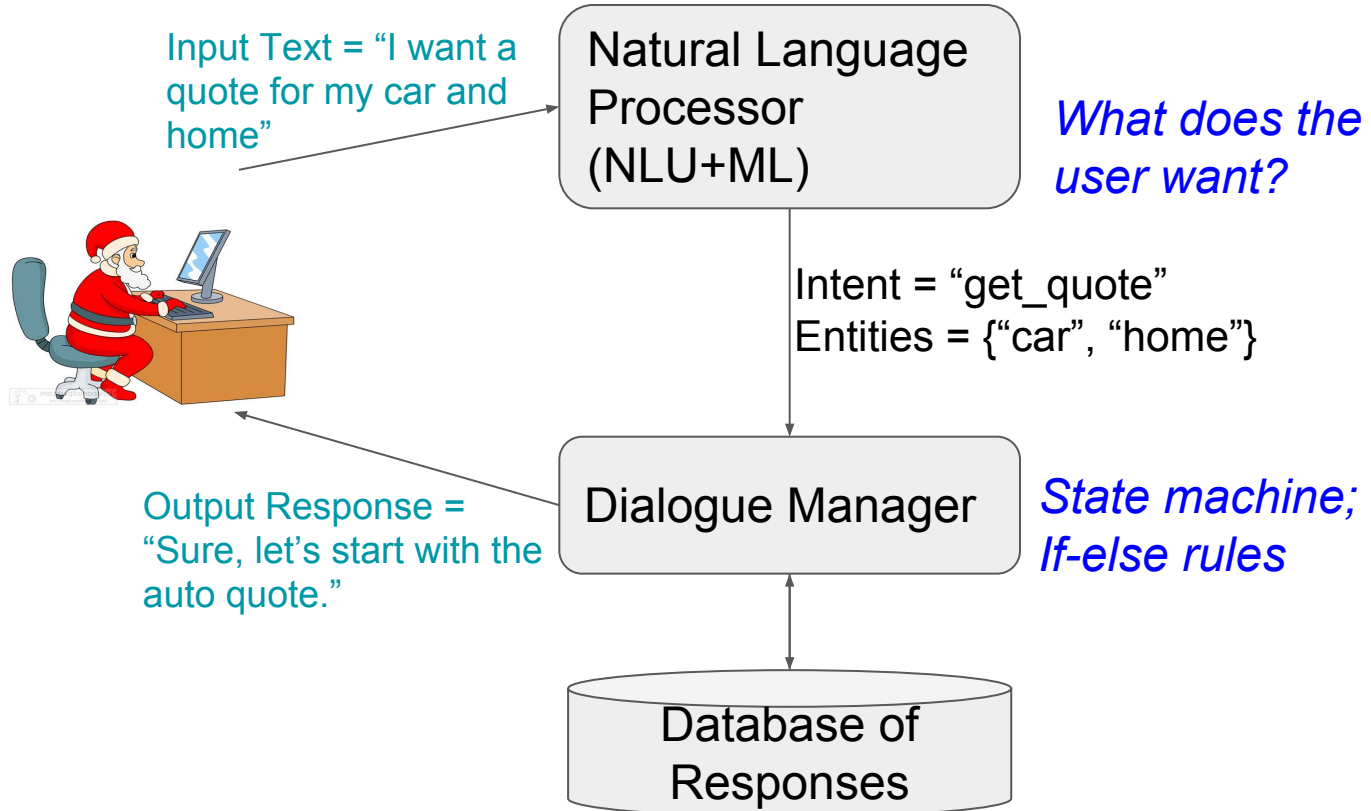 Input Text = “I want a
quote for my car and
home”
Natural Language
Processor
(NLU+ML)
What does the
user want?
Intent = “get_quote”
Entities = {“car”, “home”}
Output Response =
“Sure, let’s start with the
auto quote.”
Dialogue Manager
State machine;
If-else rules
Database of
Responses